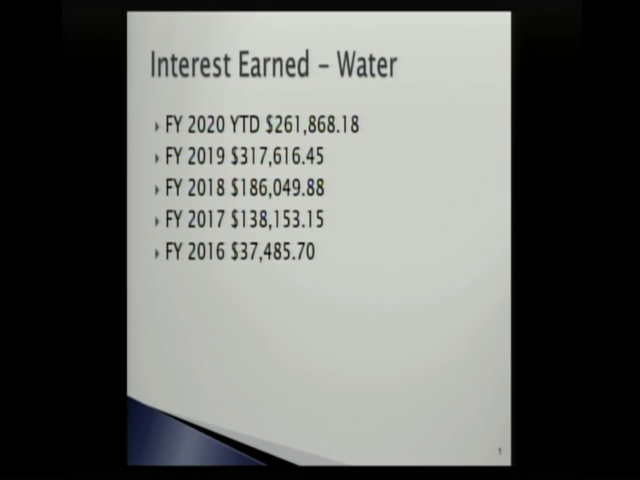 Interest Earned – Water
FY 2020 YTD $261,868.18
FY 2019 $317,616.45
FY 2018 $186,049.88
FY 2017 $138,153.15
FY 2016 $37,485.70